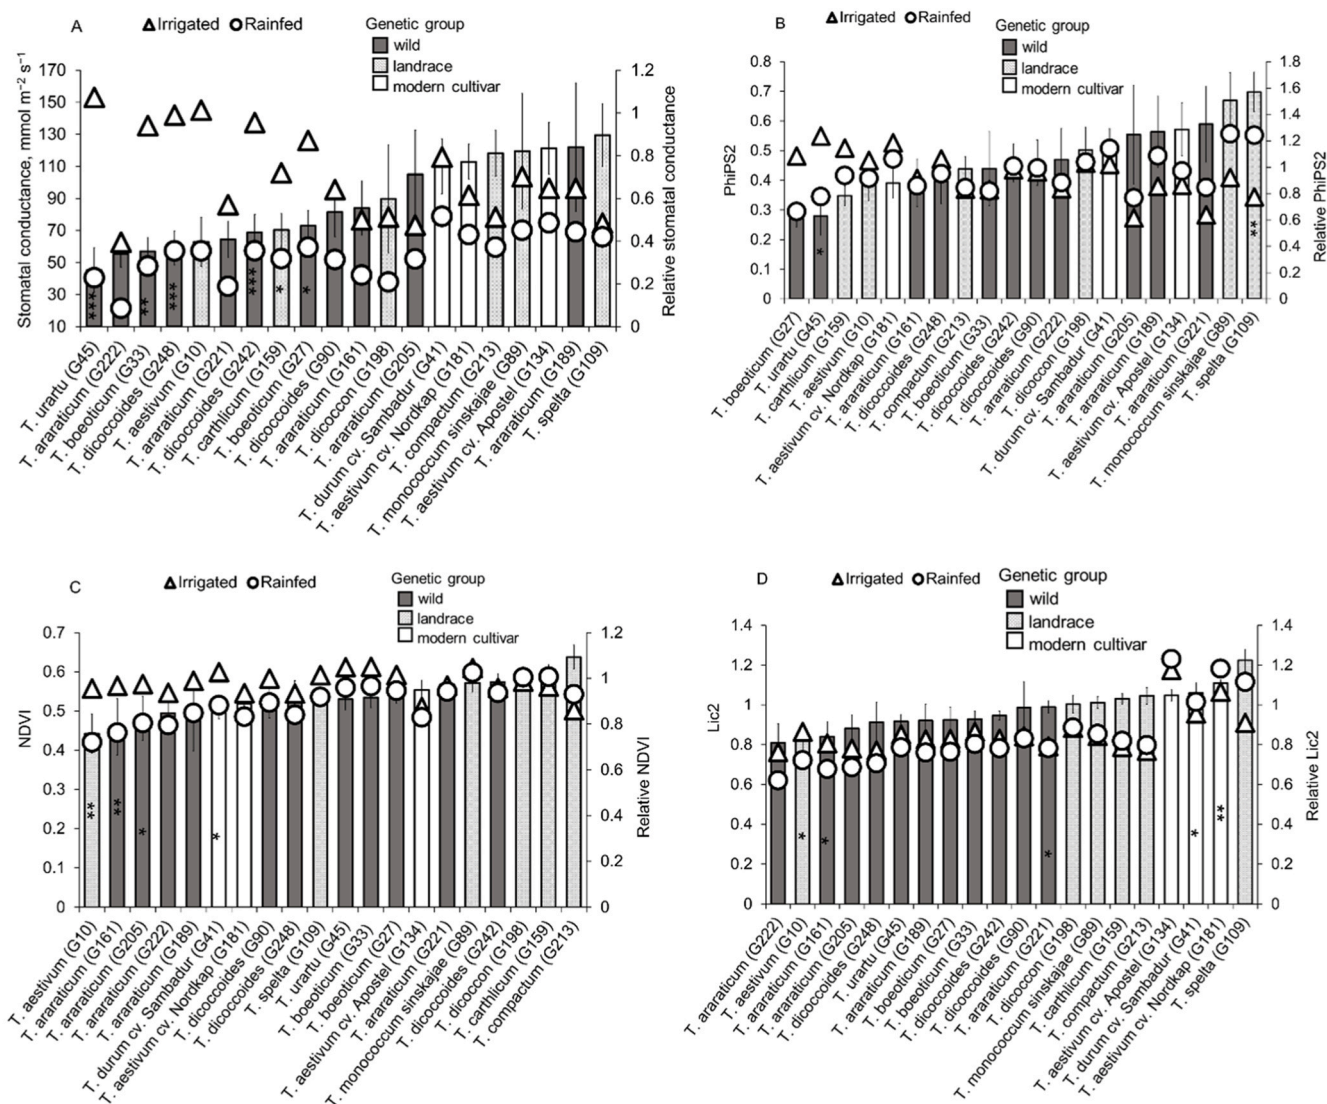 A
Irrigated Rainfed
Genetic group
wild
landrace
modern cultivar
Stomatal conductance, mmol m⁻² s⁻¹
170
150
130
110
90
70
50
30
10
1.2
1
0.8
0.6
0.4
0.2
0
Relative stomatal conductance
***
**
***
***
*
*
T. urartu (G45)
T. araraticum (G222)
T. boeoticum (G33)
T. dicoccoides (G248)
T. aestivum (G10)
T. araraticum (G221)
T. dicoccoides (G242)
T. carthlicum (G159)
T. boeoticum (G27)
T. dicoccoides (G90)
T. araraticum (G161)
T. dicoccon (G198)
T. araraticum (G205)
T. durum cv. Sambadur (G41)
T. aestivum cv. Nordkap (G181)
T. compactum (G213)
T. monococcum sinskajae (G89)
T. aestivum cv. Apostel (G134)
T. araraticum (G189)
T. spelta (G109)
B
Irrigated Rainfed
Genetic group
wild
landrace
modern cultivar
PhiPS2
0.8
0.7
0.6
0.5
0.4
0.3
0.2
0.1
0
1.8
1.6
1.4
1.2
1
0.8
0.6
0.4
0.2
0
Relative PhiPS2
*
**
T. boeoticum (G27)
T. urartu (G45)
T. carthlicum (G159)
T. aestivum (G10)
T. aestivum cv. Nordkap (G181)
T. araraticum (G161)
T. dicoccoides (G248)
T. compactum (G213)
T. boeoticum (G33)
T. dicoccoides (G242)
T. dicoccoides (G90)
T. araraticum (G222)
T. dicoccon (G198)
T. durum cv. Sambadur (G41)
T. araraticum (G205)
T. araraticum (G189)
T. aestivum cv. Apostel (G134)
T. araraticum (G221)
T. monococcum sinskajae (G89)
T. spelta (G109)
C
Irrigated Rainfed
Genetic group
wild
landrace
modern cultivar
NDVI
0.7
0.6
0.5
0.4
0.3
0.2
0.1
0
1.2
1
0.8
0.6
0.4
0.2
0
Relative NDVI
**
**
*
*
T. aestivum (G10)
T. araraticum (G161)
T. araraticum (G205)
T. araraticum (G222)
T. araraticum (G189)
T. durum cv. Sambadur (G41)
T. aestivum cv. Nordkap (G181)
T. dicoccoides (G90)
T. dicoccoides (G248)
T. spelta (G109)
T. urartu (G45)
T. boeoticum (G33)
T. boeoticum (G27)
T. aestivum cv. Apostel (G134)
T. araraticum (G221)
T. monococcum sinskajae (G89)
T. dicoccoides (G242)
T. dicoccon (G198)
T. carthlicum (G159)
T. compactum (G213)
D
Irrigated Rainfed
Genetic group
wild
landrace
modern cultivar
Lic2
1.4
1.2
1
0.8
0.6
0.4
0.2
0
1.4
1.2
1
0.8
0.6
0.4
0.2
0
Relative Lic2
*
*
*
*
**
T. araraticum (G222)
T. aestivum (G10)
T. araraticum (G161)
T. araraticum (G205)
T. dicoccoides (G248)
T. urartu (G45)
T. araraticum (G189)
T. boeoticum (G27)
T. boeoticum (G33)
T. dicoccoides (G242)
T. dicoccoides (G90)
T. araraticum (G221)
T. dicoccon (G198)
T. monococcum sinskajae (G89)
T. carthlicum (G159)
T. compactum (G213)
T. aestivum cv. Apostel (G134)
T. durum cv. Sambadur (G41)
T. aestivum cv. Nordkap (G181)
T. spelta (G109)